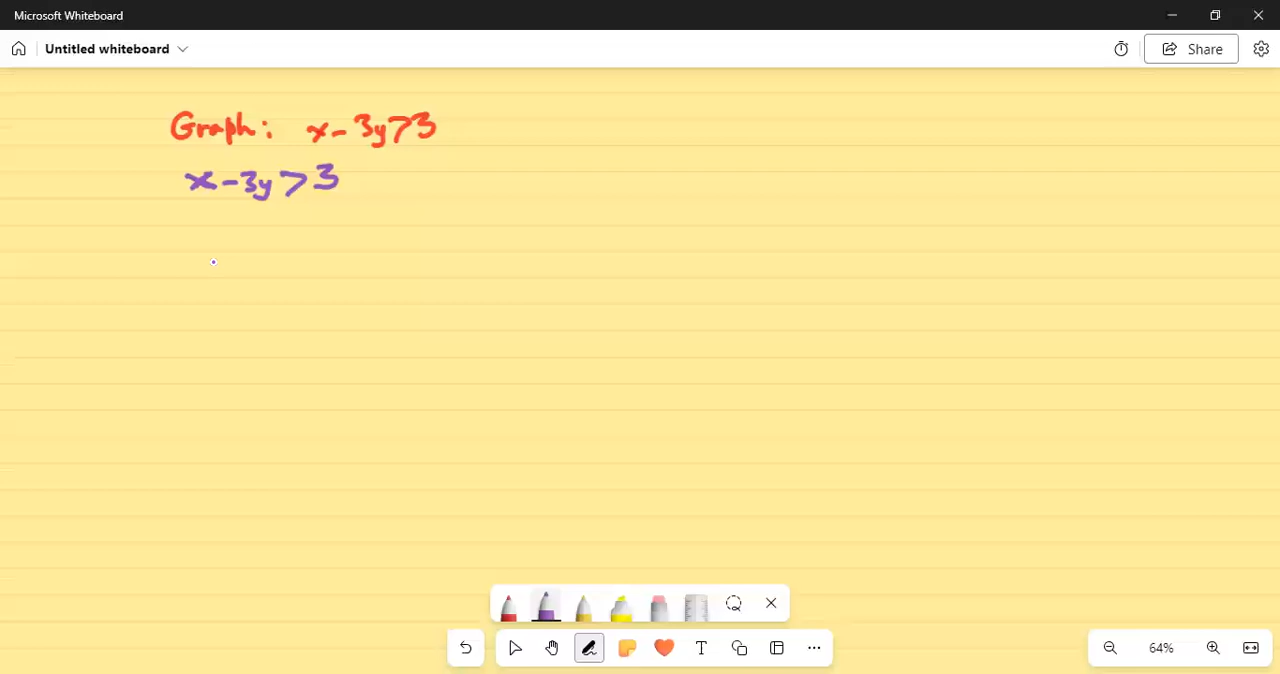 Microsoft Whiteboard
Untitled whiteboard
Share
Graph: x - 3y > 3
x - 3y > 3
64%